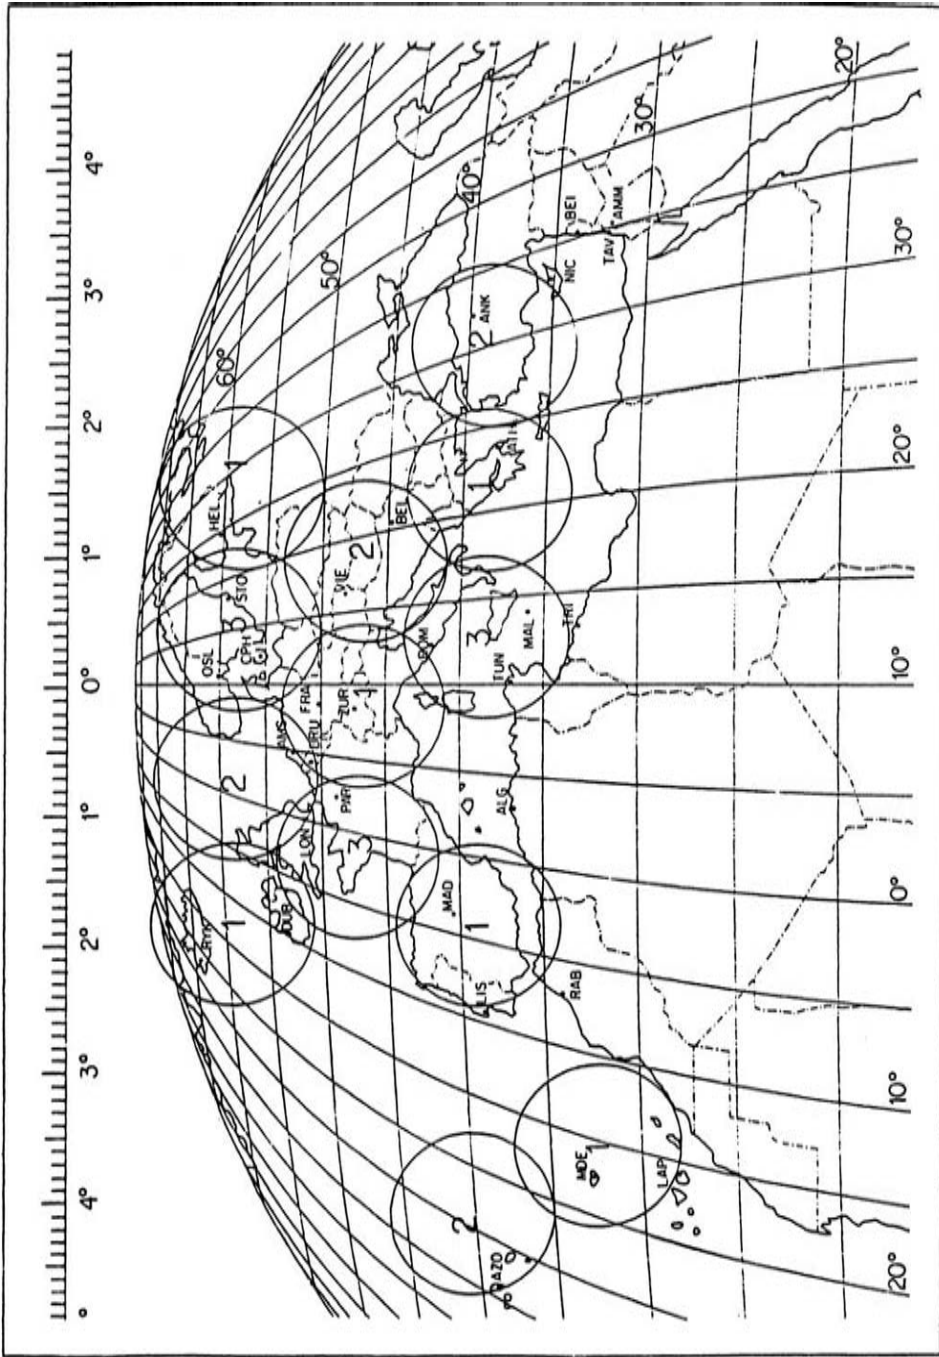 ° 4° 3° 2° 1° 0° 1° 2° 3° 4°
RYK
OSL
HEL
60°
1
2
3
1
CPH
STO
DUB
AMS
LON
BRU
FRA
50°
PAR
ZUR
VIE
3
1
2
BEL
ROM
MAD
40°
2
1
3
1
2
ANK
LIS
ALG
TUN
ATH
OAZO
MAL
TRI
NIC
BEI
RAB
MDE
1
TAV
AMM
30°
LAP
20°
20° 10° 0° 10° 20° 30°